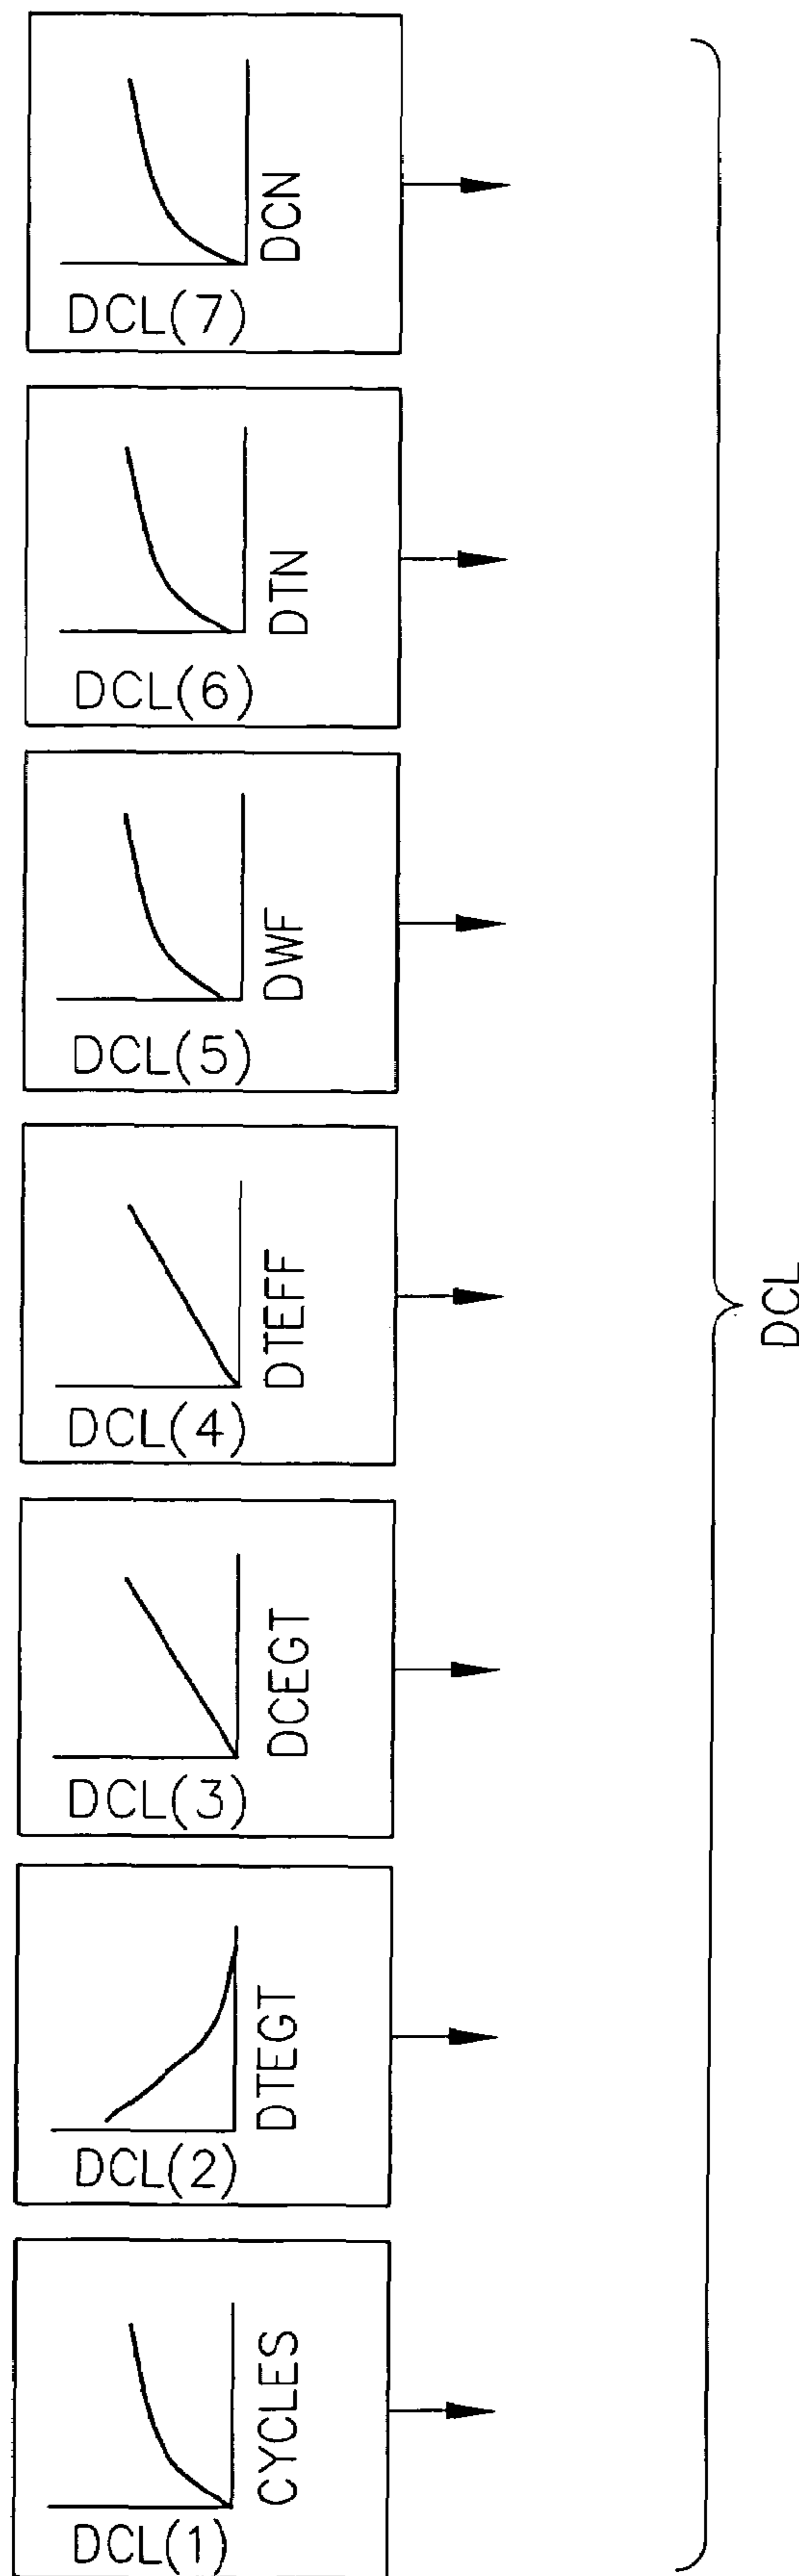 DCL(7)
DCN
DCL(6)
DTN
DCL(5)
DWF
DCL(4)
DTEFF
DCL(3)
DCEGT
DCL(2)
DTEGT
DCL(1)
CYCLES
DCL